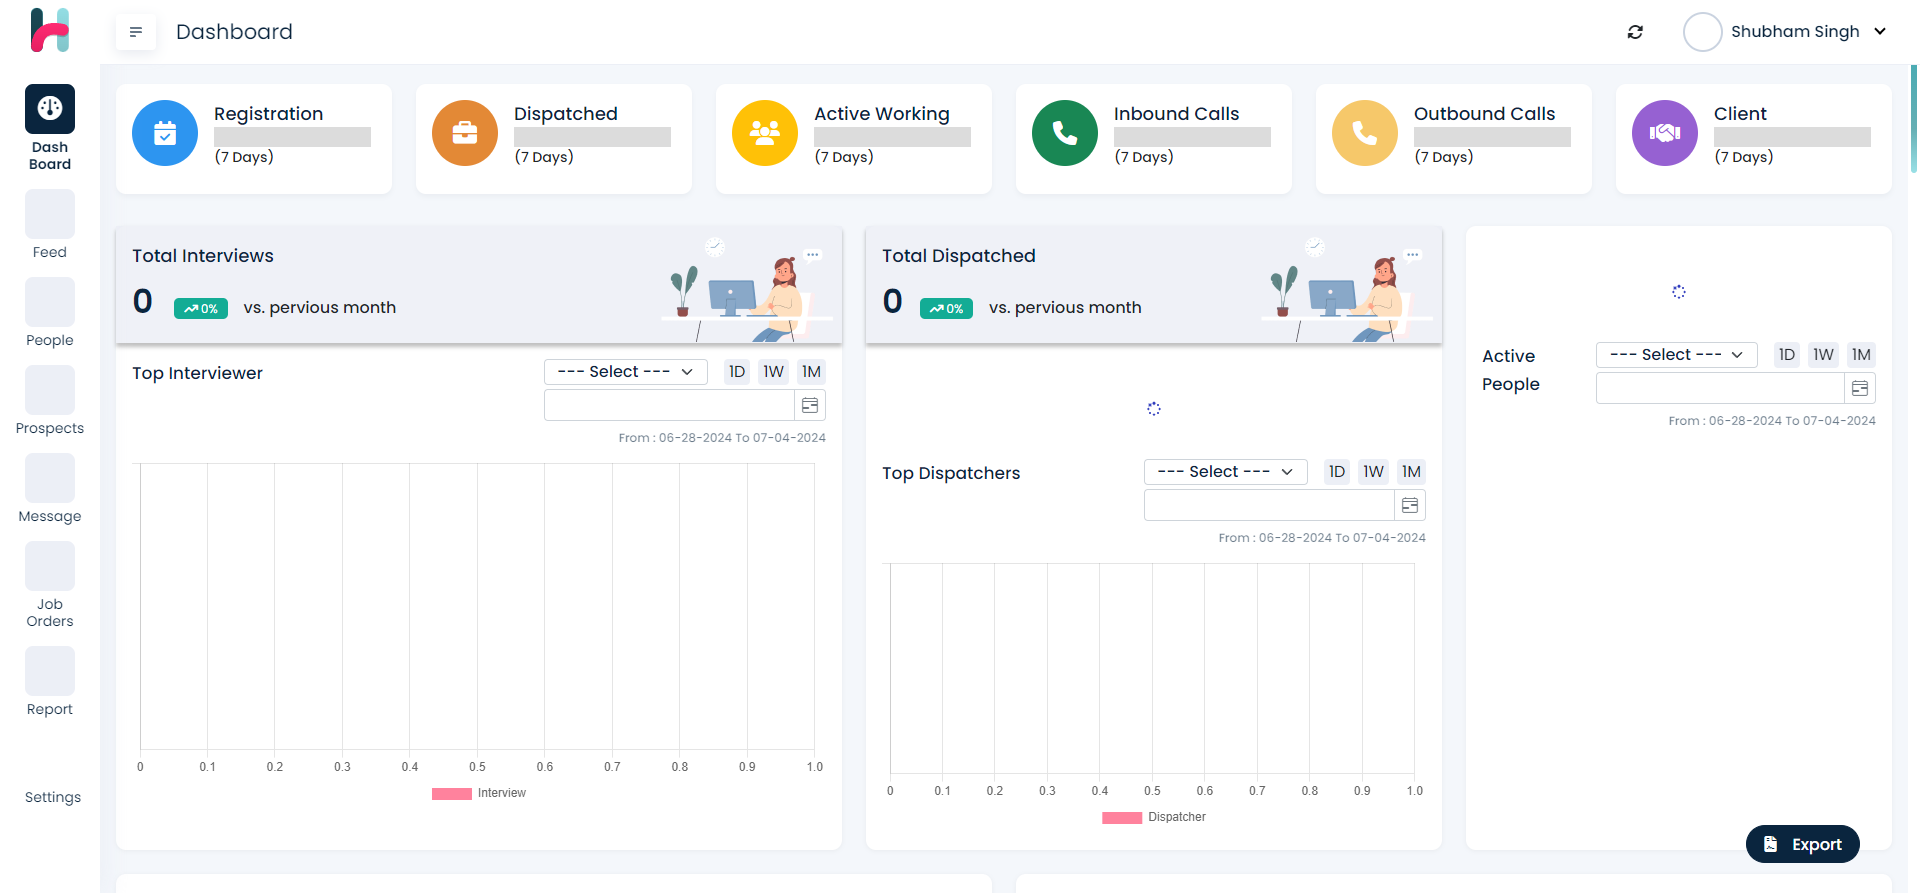 Dashboard
Shubham Singh
Dash
Board
Feed
People
Prospects
Message
Job
Orders
Report
Settings
Registration
(7 Days)
Dispatched
(7 Days)
Active Working
(7 Days)
Inbound Calls
(7 Days)
Outbound Calls
(7 Days)
Client
(7 Days)
Total Interviews
0 0% vs. pervious month
Top Interviewer
--- Select --- 1D 1W 1M
From : 06-28-2024 To 07-04-2024
0 0.1 0.2 0.3 0.4 0.5 0.6 0.7 0.8 0.9 1.0
Interview
Total Dispatched
0 0% vs. pervious month
Top Dispatchers
--- Select --- 1D 1W 1M
From : 06-28-2024 To 07-04-2024
0 0.1 0.2 0.3 0.4 0.5 0.6 0.7 0.8 0.9 1.0
Dispatcher
Active
People
--- Select --- 1D 1W 1M
From : 06-28-2024 To 07-04-2024
Export